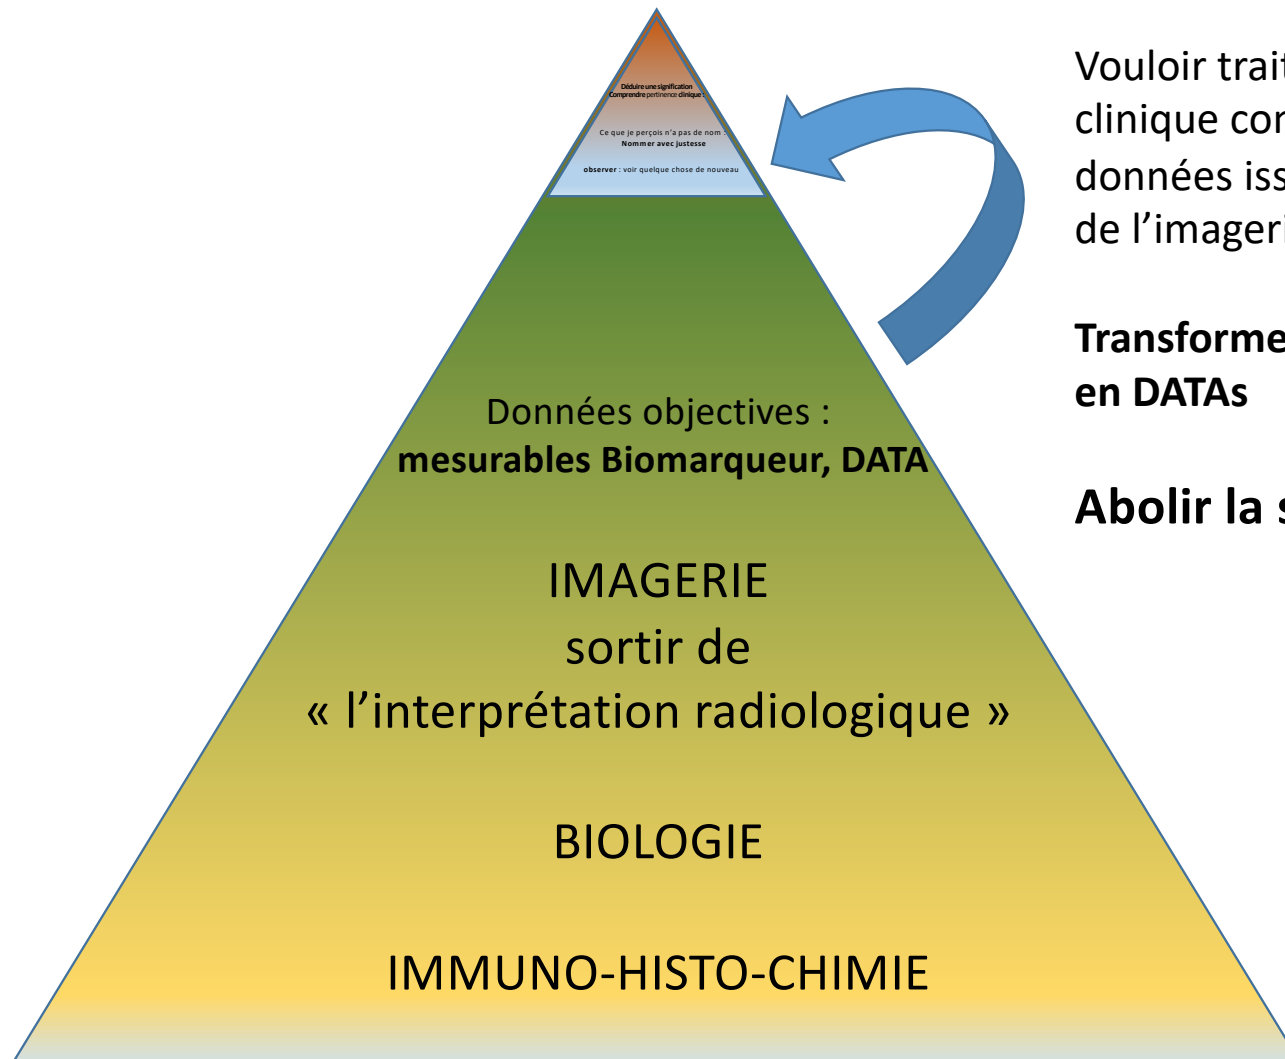 Déduire une signification
Comprendre pertinence clinique :
Ce que je perçois n’a pas de nom :
Nommer avec justesse
observer : voir quelque chose de nouveau
Données objectives :
mesurables Biomarqueur, DATA
IMAGERIE
sortir de
« l’interprétation radiologique »
BIOLOGIE
IMMUNO-HISTO-CHIMIE
Vouloir trait
clinique con
données iss
de l’imageri
Transforme
en DATAs
Abolir la s